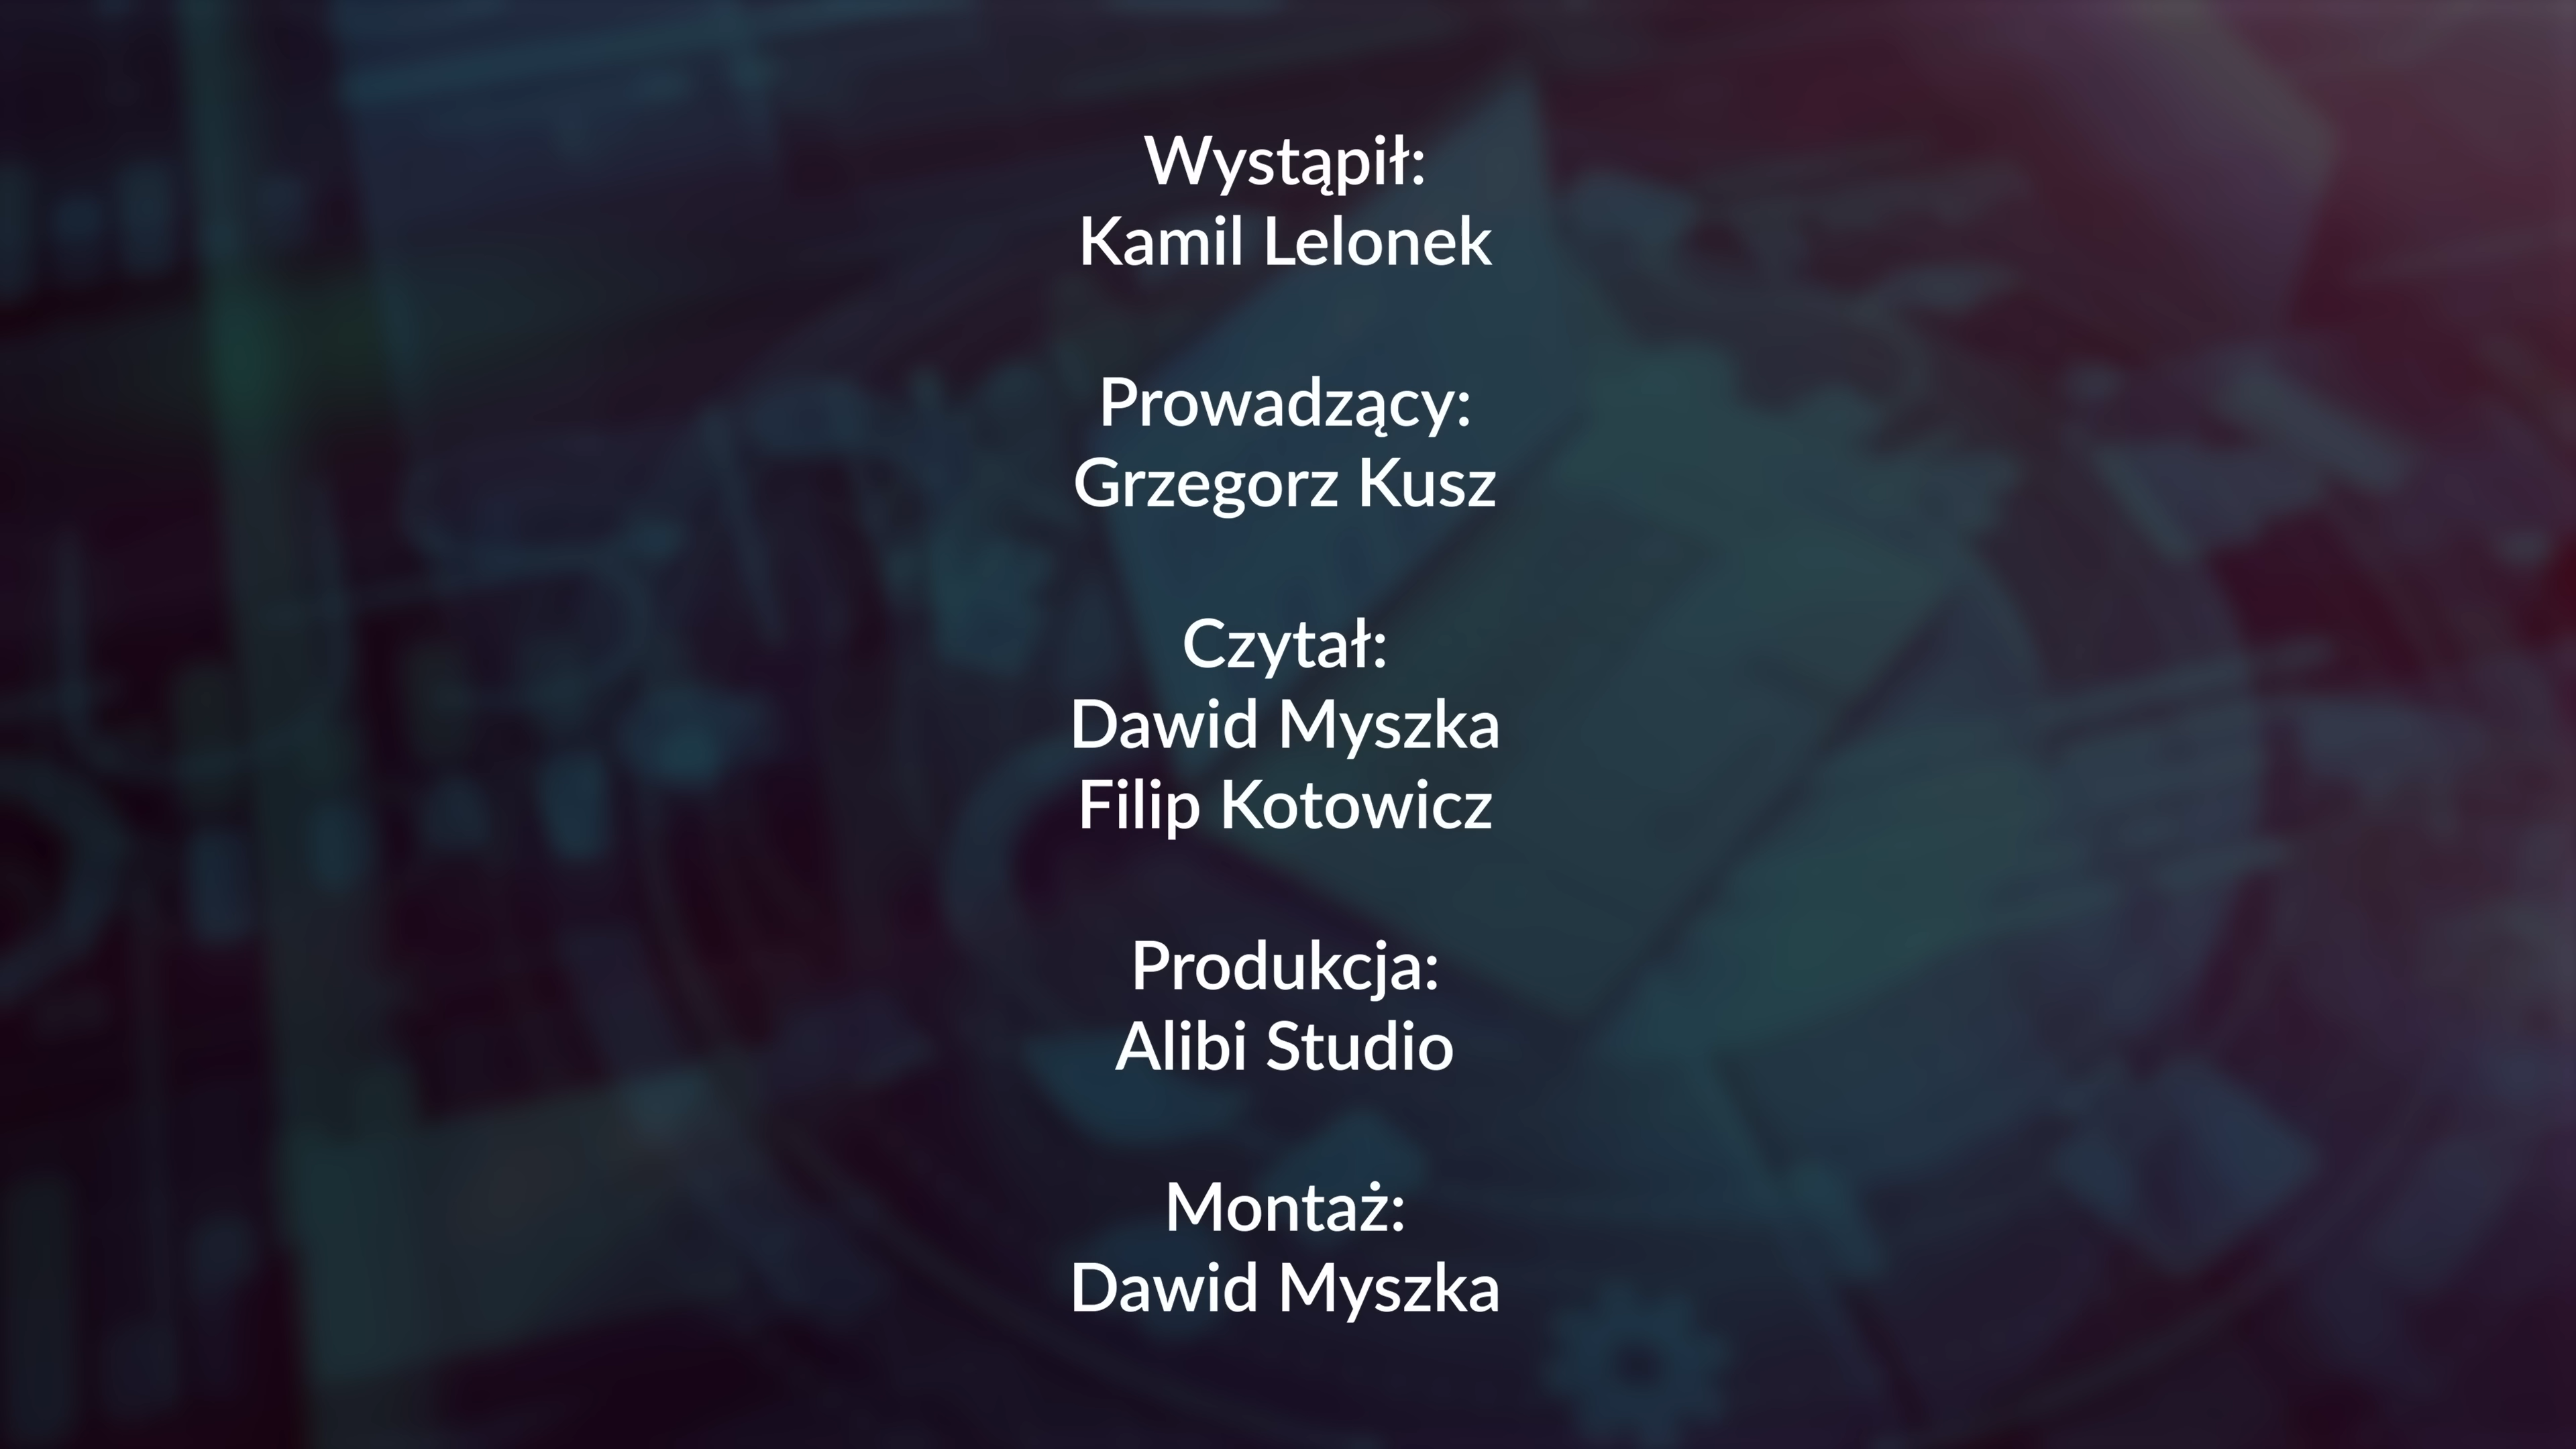 Wystąpił:
Kamil Lelonek
Prowadzący:
Grzegorz Kusz
Czytał:
Dawid Myszka
Filip Kotowicz
Produkcja:
Alibi Studio
Montaż:
Dawid Myszka